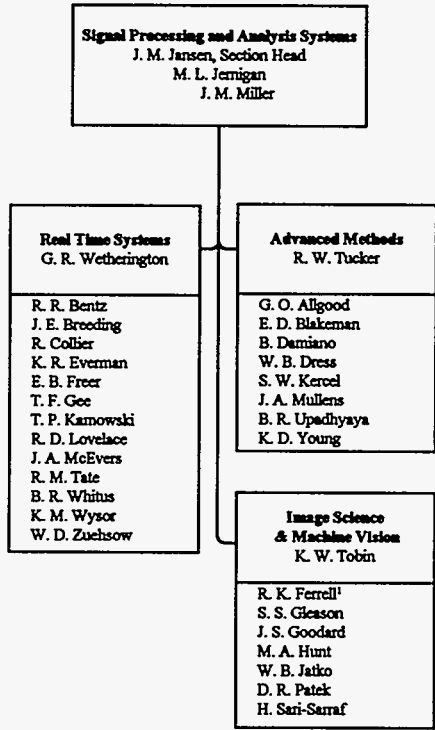 Signal Processing and Analysis Systems
J. M. Jansen, Section Head
M. L. Jernigan
J. M. Miller
Real Time Systems
G. R. Wetherington
R. R. Bentz
J. E. Breeding
R. Collier
K. R. Everman
E. B. Freer
T. F. Gee
T. P. Karnowski
R. D. Lovelace
J. A. McEvers
R. M. Tate
B. R. Whitus
K. M. Wysor
W. D. Zuehsow
Advanced Methods
R. W. Tucker
G. O. Allgood
E. D. Blakeman
B. Damiano
W. B. Dress
S. W. Kercel
J. A. Mullens
B. R. Upadhyaya
K. D. Young
Image Science
& Machine Vision
K. W. Tobin
R. K. Ferrell¹
S. S. Gleason
J. S. Goodard
M. A. Hunt
W. B. Jatko
D. R. Patek
H. Sari-Sarraf